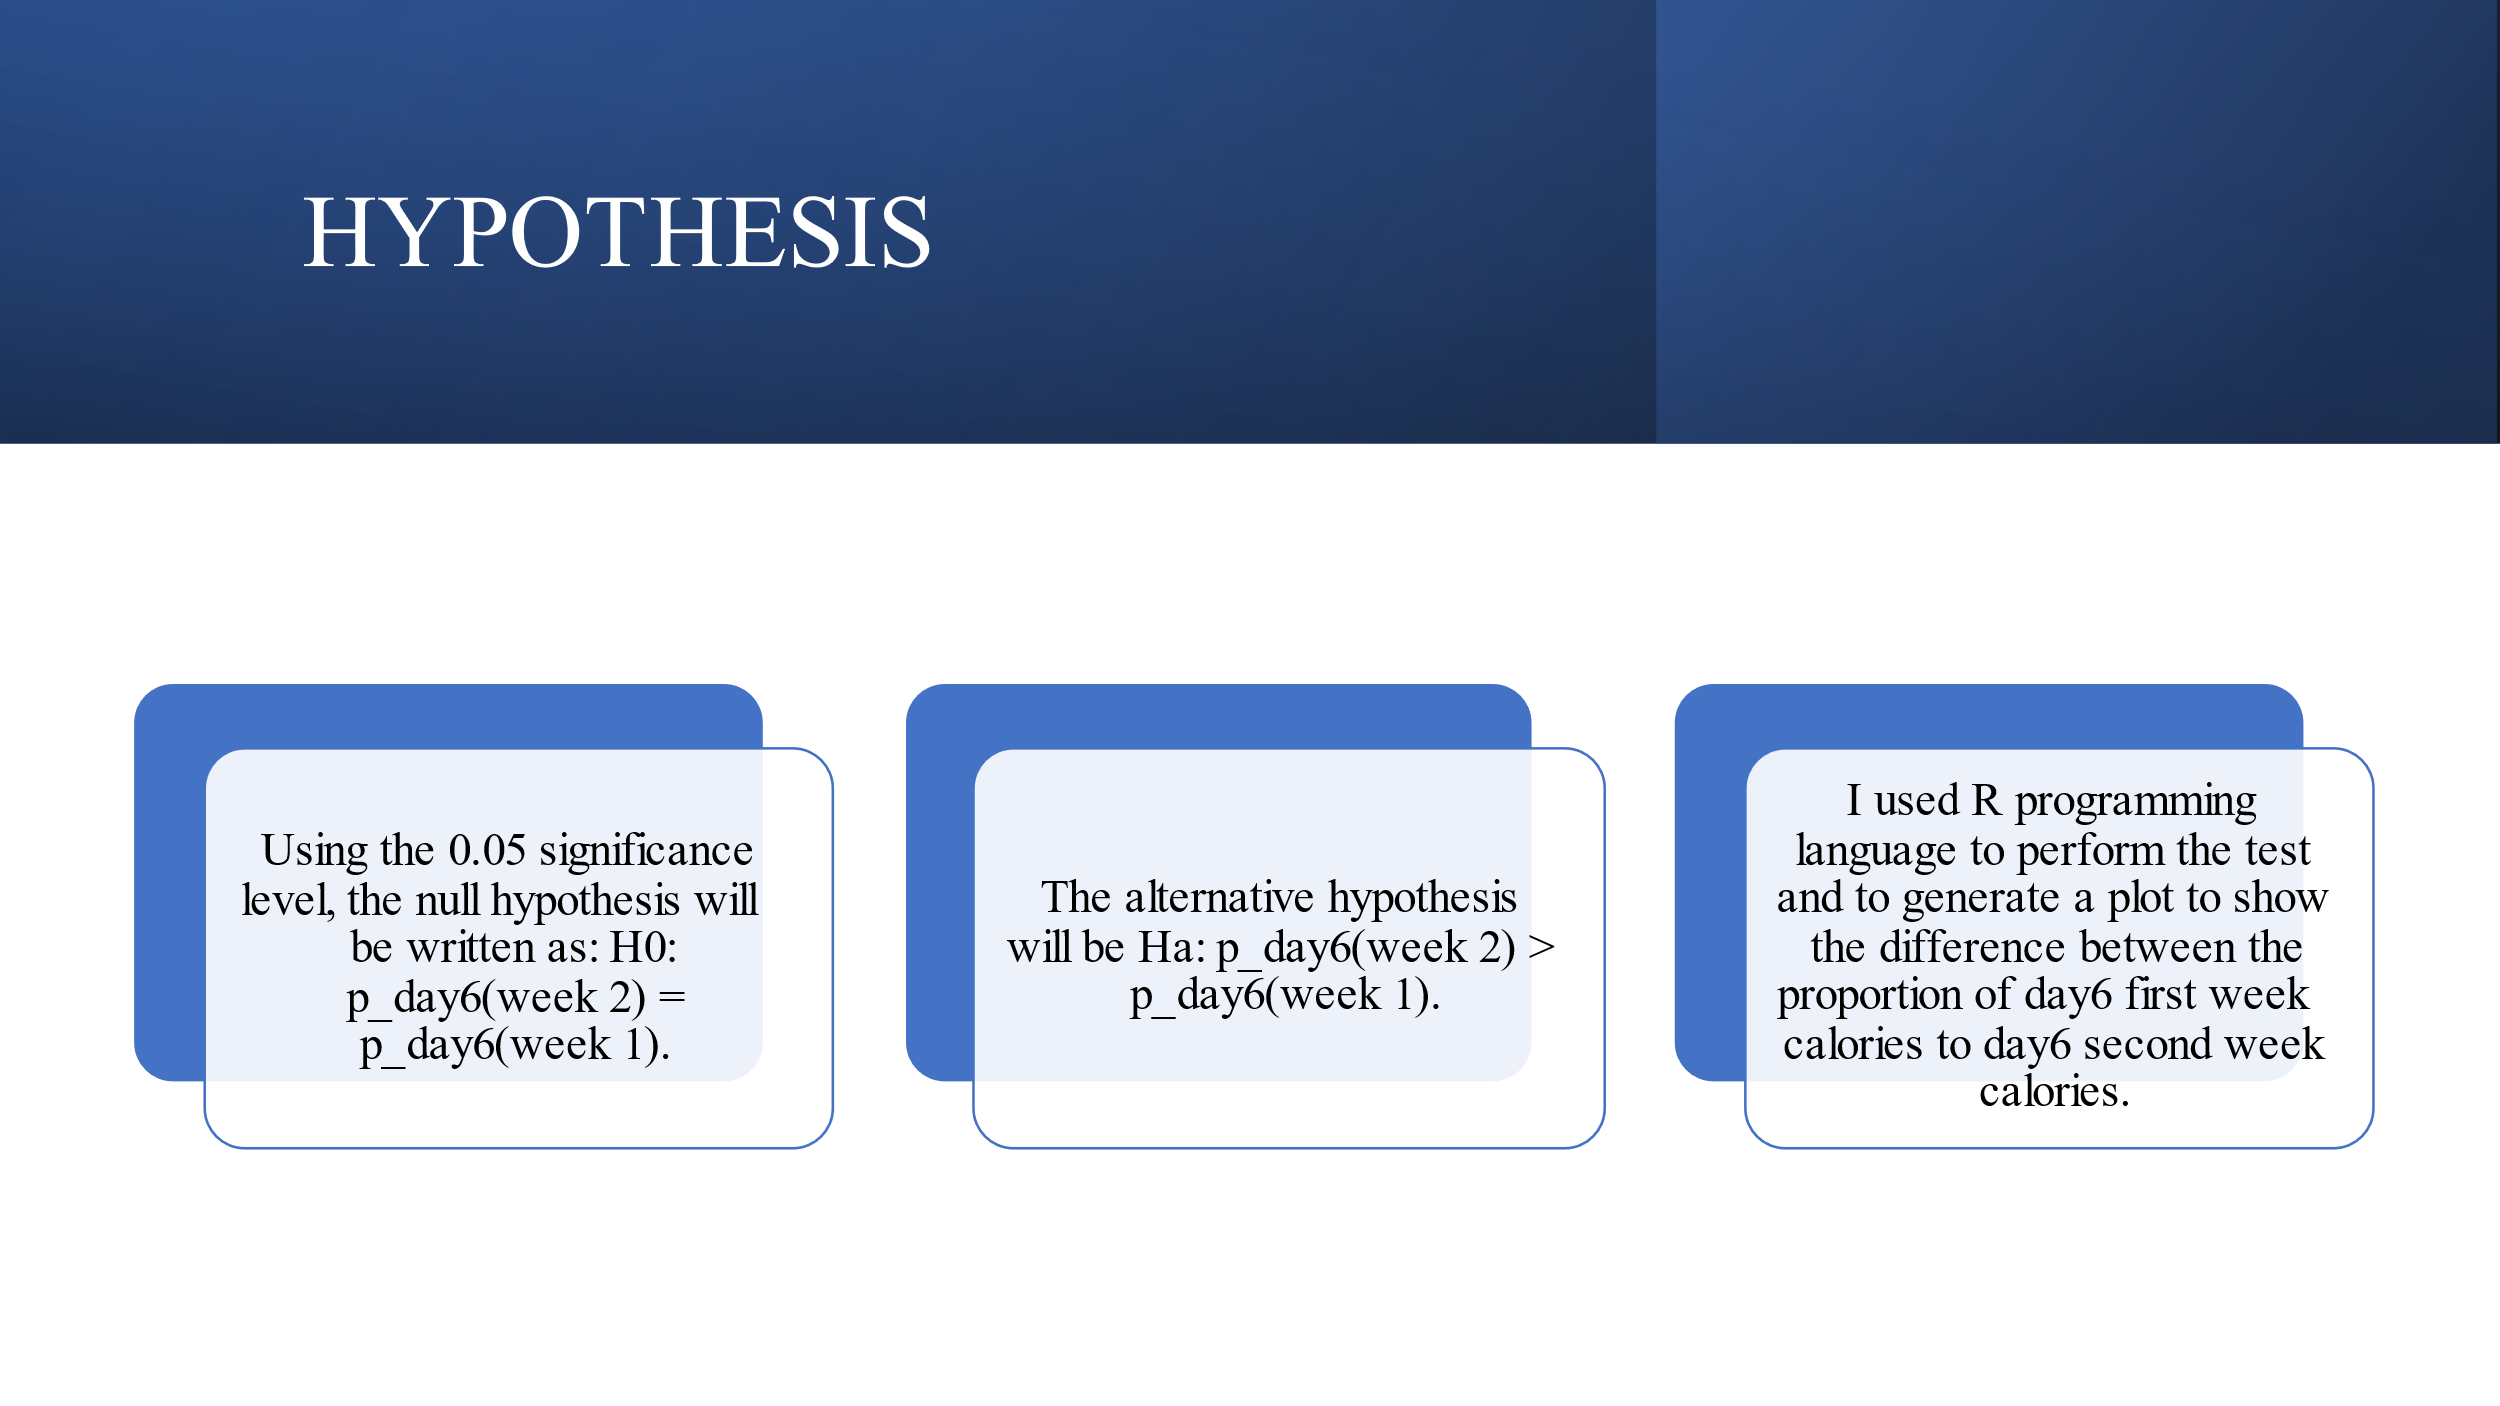 HYPOTHESIS
Using the 0.05 significance
level, the null hypothesis will
be written as: H0:
p_day6(week 2) =
p_day6(week 1).
The alternative hypothesis
will be Ha: p_day6(week 2) >
p_day6(week 1).
I used R programming
language to perform the test
and to generate a plot to show
the difference between the
proportion of day6 first week
calories to day6 second week
calories.